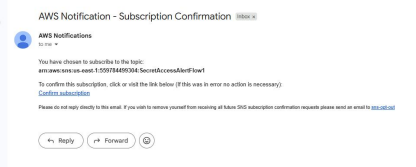 AWS Notification - Subscription Confirmation Inbox x
AWS Notifications
to me
You have chosen to subscribe to the topic:
arn:aws:sns:us-east-1:559784499304:SecretAccessAlertFlow1
To confirm this subscription, click or visit the link below (If this was in error no action is necessary):
Confirm subscription
Please do not reply directly to this email. If you wish to remove yourself from receiving all future SNS subscription confirmation requests please send an email to sns-opt-out
Reply Forward